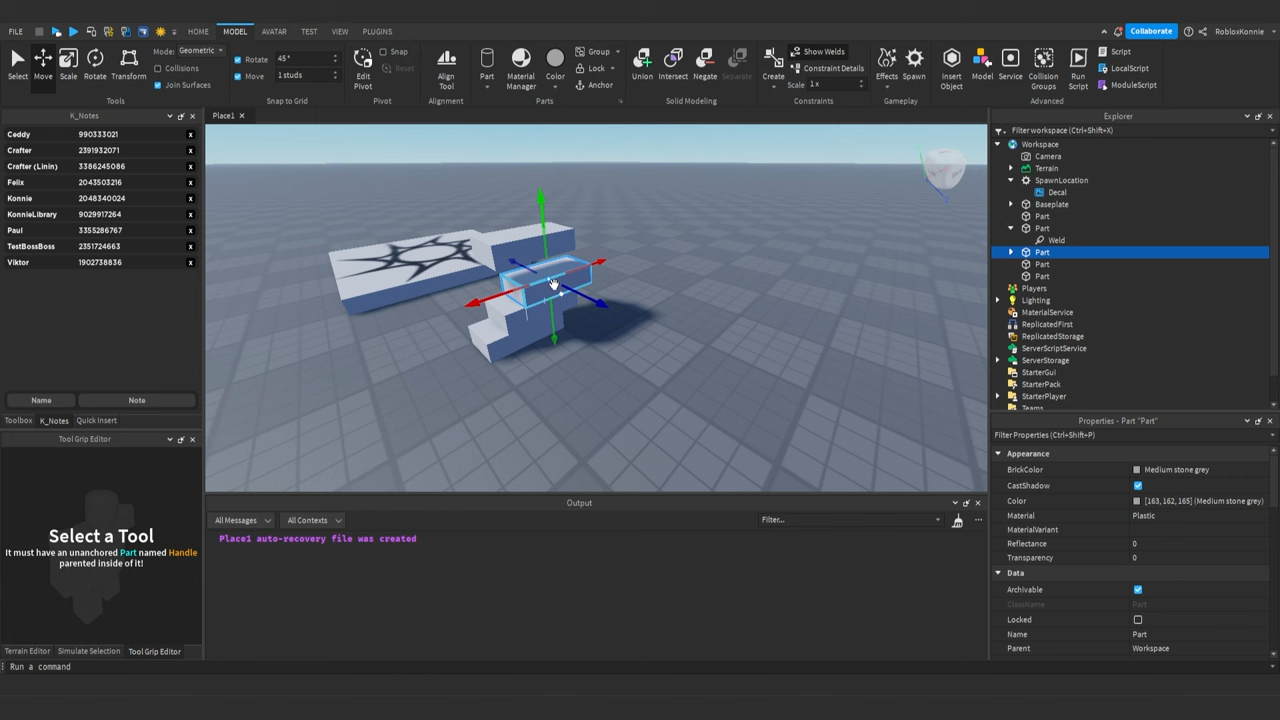 FILE HOME MODEL AVATAR TEST VIEW PLUGINS Collaborate RobloxKonnie
Select Move Scale Rotate Transform
Mode: Geometric
Collisions
Join Surfaces
Tools
Rotate 45°
Move 1 studs
Snap to Grid
Edit Pivot
Snap
Reset
Pivot
Align Tool
Alignment
Part Material Manager Color
Group
Lock
Anchor
Parts
Union Intersect Negate Separate
Solid Modeling
Create
Show Welds
Constraint Details
Scale 1x
Constraints
Effects Spawn
Gameplay
Insert Object Model Service Collision Groups Run Script
Script
LocalScript
ModuleScript
Advanced
K_Notes
Ceddy 990333021 x
Crafter 2391932071 x
Crafter (Linin) 3386245086 x
Felix 2043503216 x
Konnie 2048340024 x
KonnieLibrary 9029917264 x
Paul 3355286767 x
TestBossBoss 2351724663 x
Viktor 1902738836 x
Name Note
Toolbox K_Notes Quick Insert
Tool Grip Editor
Select a Tool
It must have an unanchored Part named Handle
parented inside of it!
Terrain Editor Simulate Selection Tool Grip Editor
Run a command
Place1
Output
All Messages All Contexts Filter...
Place1 auto-recovery file was created
Explorer
Filter workspace (Ctrl+Shift+X)
Workspace
Camera
Terrain
SpawnLocation
Decal
Baseplate
Part
Part
Weld
Part
Part
Part
Players
Lighting
MaterialService
ReplicatedFirst
ReplicatedStorage
ServerScriptService
ServerStorage
StarterGui
StarterPack
StarterPlayer
Teams
Properties - Part "Part"
Filter Properties (Ctrl+Shift+P)
Appearance
BrickColor Medium stone grey
CastShadow
Color [163, 162, 165] (Medium stone grey)
Material Plastic
MaterialVariant
Reflectance 0
Transparency 0
Data
Archivable
ClassName Part
Locked
Name Part
Parent Workspace